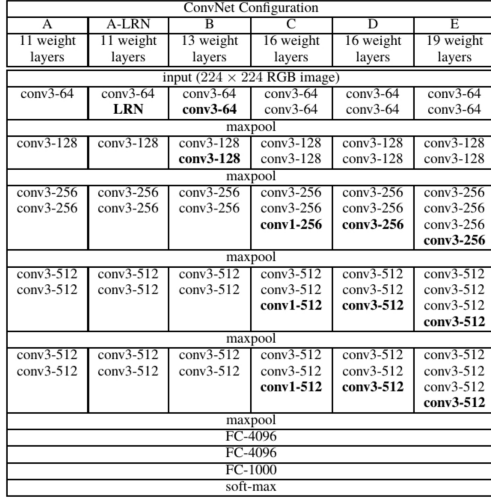 ConvNet Configuration
A A-LRN B C D E
11 weight 11 weight 13 weight 16 weight 16 weight 19 weight
layers layers layers layers layers layers
input (224 × 224 RGB image)
conv3-64 conv3-64 conv3-64 conv3-64 conv3-64 conv3-64
LRN conv3-64 conv3-64 conv3-64 conv3-64
maxpool
conv3-128 conv3-128 conv3-128 conv3-128 conv3-128 conv3-128
conv3-128 conv3-128 conv3-128 conv3-128
maxpool
conv3-256 conv3-256 conv3-256 conv3-256 conv3-256 conv3-256
conv3-256 conv3-256 conv3-256 conv3-256 conv3-256 conv3-256
conv1-256 conv3-256 conv3-256
conv3-256
maxpool
conv3-512 conv3-512 conv3-512 conv3-512 conv3-512 conv3-512
conv3-512 conv3-512 conv3-512 conv3-512 conv3-512 conv3-512
conv1-512 conv3-512 conv3-512
conv3-512
maxpool
conv3-512 conv3-512 conv3-512 conv3-512 conv3-512 conv3-512
conv3-512 conv3-512 conv3-512 conv3-512 conv3-512 conv3-512
conv1-512 conv3-512 conv3-512
conv3-512
maxpool
FC-4096
FC-4096
FC-1000
soft-max